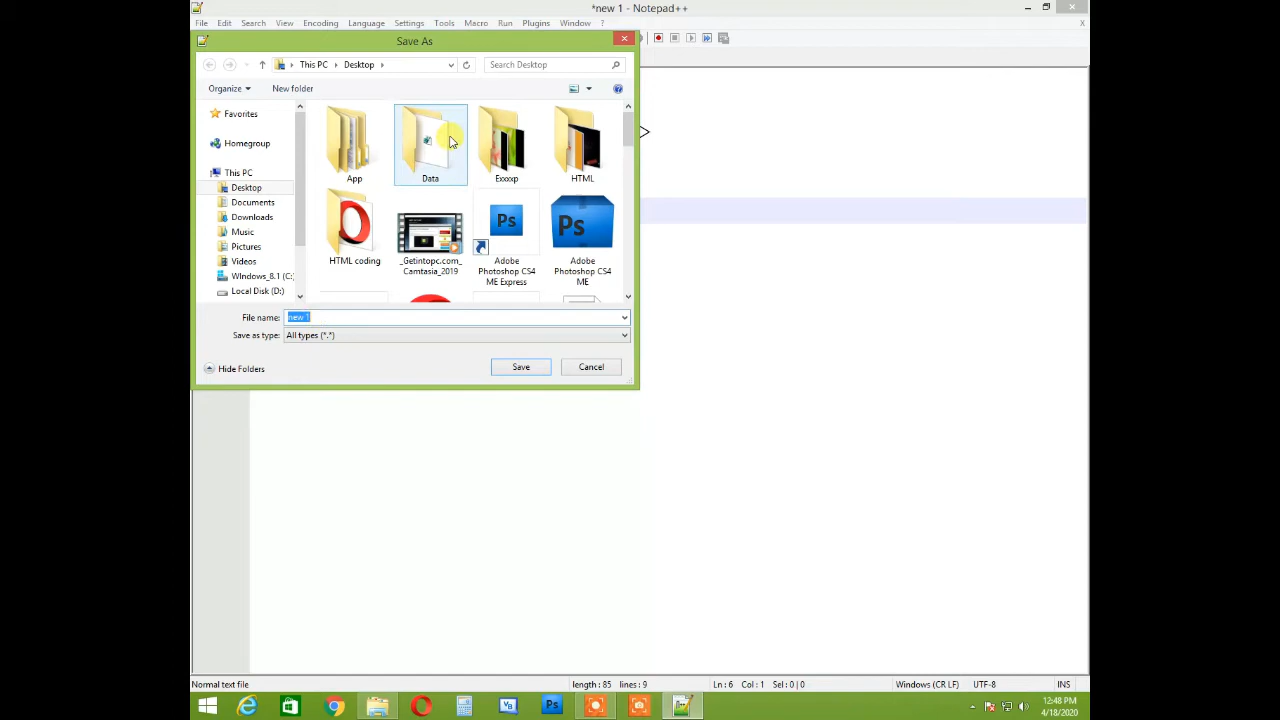 *new 1 - Notepad++
File Edit Search View Encoding Language Settings Tools Macro Run Plugins Window ? X
Save As
This PC Desktop Search Desktop
Organize New folder
Favorites
Homegroup
This PC
Desktop
Documents
Downloads
Music
Pictures
Videos
Windows_8.1 (C:)
Local Disk (D:)
App Data Exxxp HTML
HTML coding _Getintopc.com_ Adobe Adobe
Camtasia_2019 Photoshop CS4 Photoshop CS4
ME Express ME
File name: new 1
Save as type: All types (*.*)
Hide Folders Save Cancel
Normal text file length : 85 lines : 9 Ln : 6 Col : 1 Sel : 0 | 0 Windows (CR LF) UTF-8 INS
12:48 PM
4/18/2020